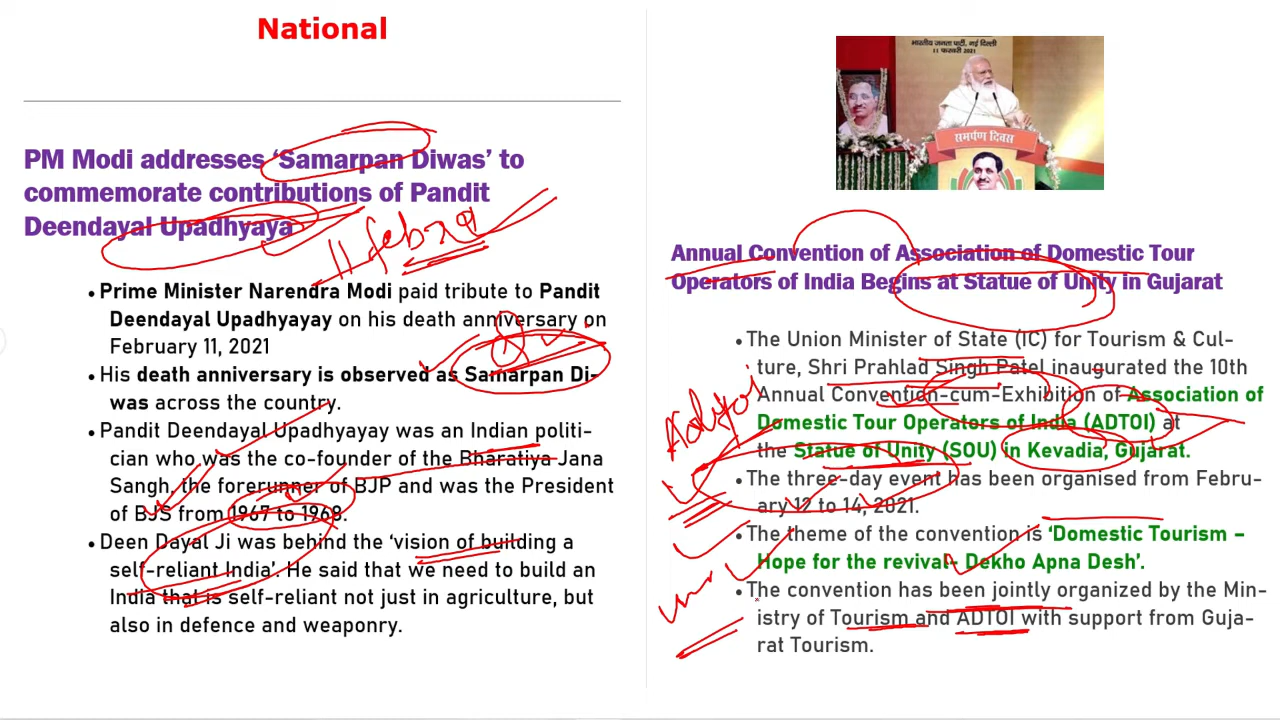 National
PM Modi addresses ‘Samarpan Diwas’ to
commemorate contributions of Pandit
Deendayal Upadhyaya
11 feb
• Prime Minister Narendra Modi paid tribute to Pandit
Deendayal Upadhyayay on his death anniversary on
February 11, 2021
• His death anniversary is observed as Samarpan Di-
was across the country.
• Pandit Deendayal Upadhyayay was an Indian politi-
cian who was the co-founder of the Bharatiya Jana
Sangh, the forerunner of BJP and was the President
of BJS from 1967 to 1968.
• Deen Dayal Ji was behind the ‘vision of building a
self-reliant India’. He said that we need to build an
India that is self-reliant not just in agriculture, but
also in defence and weaponry.
भारतीय जनता पार्टी, नई दिल्ली
11 फरवरी 2021
समर्पण दिवस
Annual Convention of Association of Domestic Tour
Operators of India Begins at Statue of Unity in Gujarat
• The Union Minister of State (IC) for Tourism & Cul-
ture, Shri Prahlad Singh Patel inaugurated the 10th
Annual Convention-cum-Exhibition of Association of
Domestic Tour Operators of India (ADTOI) at
the Statue of Unity (SOU) in Kevadia, Gujarat.
• The three-day event has been organised from Febru-
ary 12 to 14, 2021.
• The theme of the convention is ‘Domestic Tourism –
Hope for the revival- Dekho Apna Desh’.
• The convention has been jointly organized by the Min-
istry of Tourism and ADTOI with support from Guja-
rat Tourism.